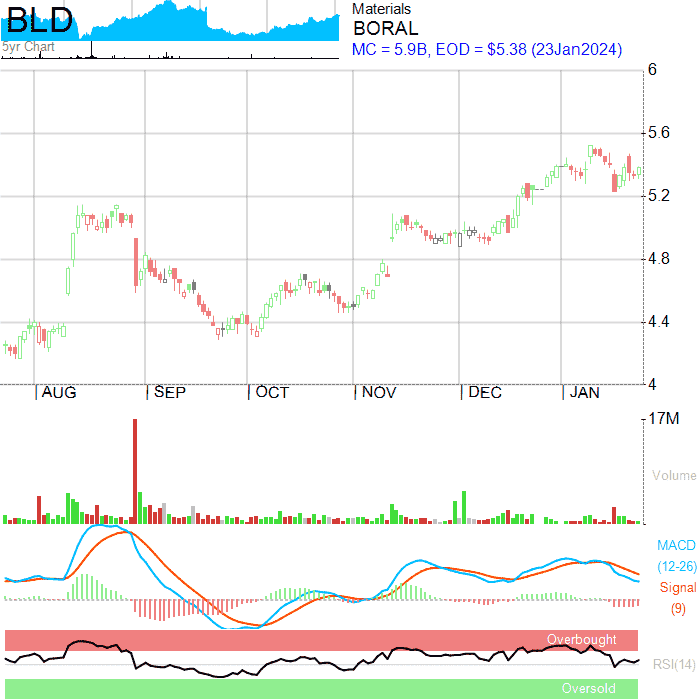 BLD
5yr Chart
Materials
BORAL
MC = 5.9B, EOD = $5.38 (23Jan2024)
6
5.6
5.2
4.8
4.4
4
AUG SEP OCT NOV DEC JAN
17M
Volume
MACD
(12-26)
Signal
(9)
Overbought
RSI(14)
Oversold